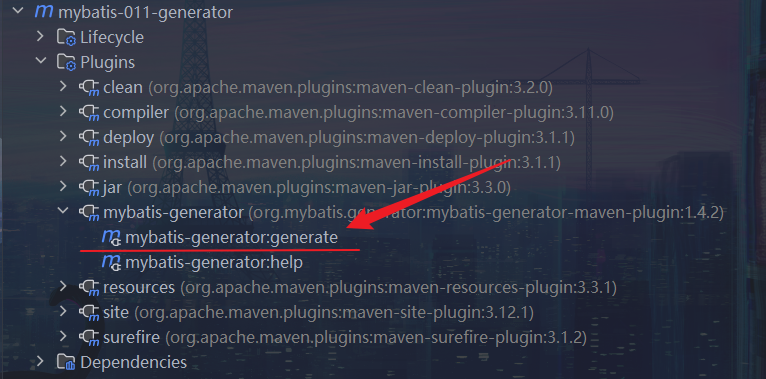 mybatis-011-generator
Lifecycle
Plugins
clean (org.apache.maven.plugins:maven-clean-plugin:3.2.0)
compiler (org.apache.maven.plugins:maven-compiler-plugin:3.11.0)
deploy (org.apache.maven.plugins:maven-deploy-plugin:3.1.1)
install (org.apache.maven.plugins:maven-install-plugin:3.1.1)
jar (org.apache.maven.plugins:maven-jar-plugin:3.3.0)
mybatis-generator (org.mybatis.generator:mybatis-generator-maven-plugin:1.4.2)
mybatis-generator:generate
mybatis-generator:help
resources (org.apache.maven.plugins:maven-resources-plugin:3.3.1)
site (org.apache.maven.plugins:maven-site-plugin:3.12.1)
surefire (org.apache.maven.plugins:maven-surefire-plugin:3.1.2)
Dependencies